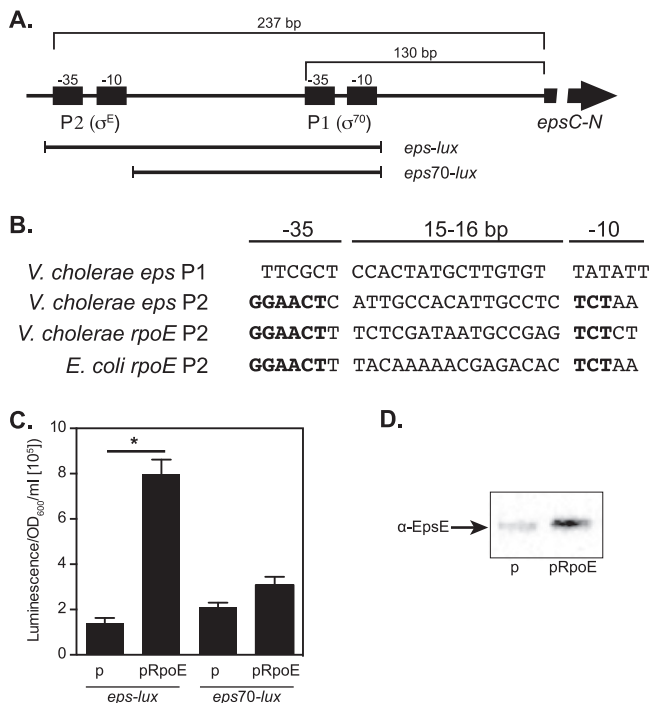 A.
237 bp
130 bp
-35 -10 -35 -10
P2 (σᴱ) P1 (σ⁷⁰) epsC-N
eps-lux
eps70-lux
B.
-35 15-16 bp -10
V. cholerae eps P1 TTCGCT CCACTATGCTTGTGT TATATT
V. cholerae eps P2 GGAACTC ATTGCCACATTGCCTC TCTAA
V. cholerae rpoE P2 GGAACTT TCTCGATAATGCCGAG TCTCT
E. coli rpoE P2 GGAACTT TACAAAAACGAGACAC TCTAA
C.
Luminescence/OD₆₀₀/ml [10⁵]
10
8
6
4
2
0
*
p pRpoE p pRpoE
eps-lux eps70-lux
D.
α-EpsE
p pRpoE